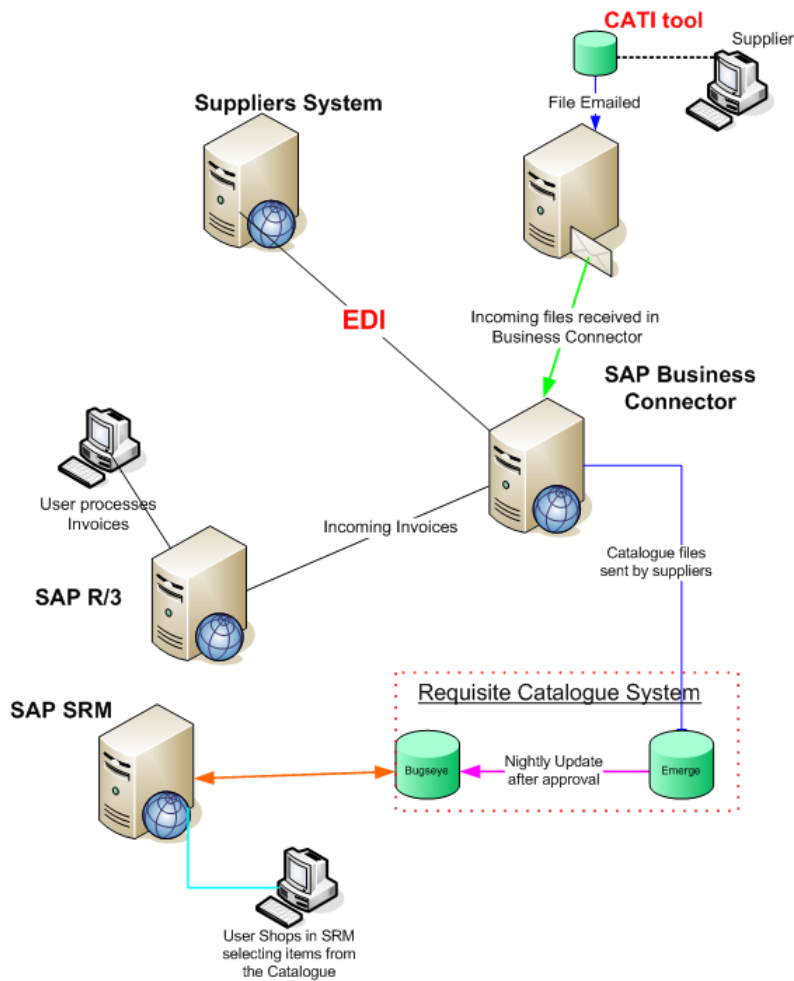 CATI tool
Supplier
File Emailed
Suppliers System
EDI
Incoming files received in
Business Connector
SAP Business
Connector
User processes
Invoices
Incoming Invoices
SAP R/3
Catalogue files
sent by suppliers
Requisite Catalogue System
SAP SRM
Bugseye
Nightly Update
after approval
Emerge
User Shops in SRM
selecting items from
the Catalogue